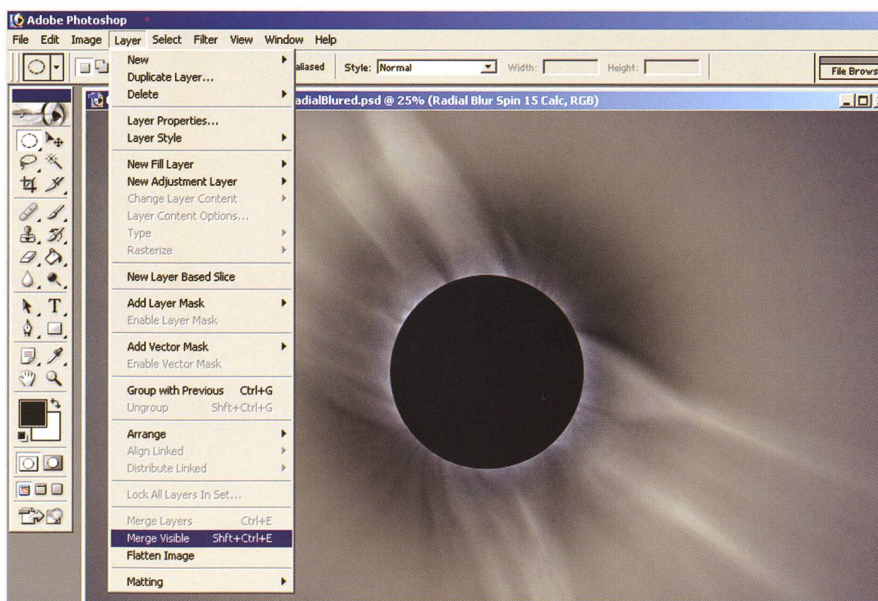 Adobe Photoshop
File Edit Image Layer Select Filter View Window Help
aliased Style: Normal Width: Height: File Brows
adialBlured.psd @ 25% (Radial Blur Spin 15 Calc, RGB)
New
Duplicate Layer...
Delete
Layer Properties...
Layer Style
New Fill Layer
New Adjustment Layer
Change Layer Content
Layer Content Options...
Type
Rasterize
New Layer Based Slice
Add Layer Mask
Enable Layer Mask
Add Vector Mask
Enable Vector Mask
Group with Previous Ctrl+G
Ungroup Shft+Ctrl+G
Arrange
Align Linked
Distribute Linked
Lock All Layers In Set...
Merge Layers Ctrl+E
Merge Visible Shft+Ctrl+E
Flatten Image
Matting